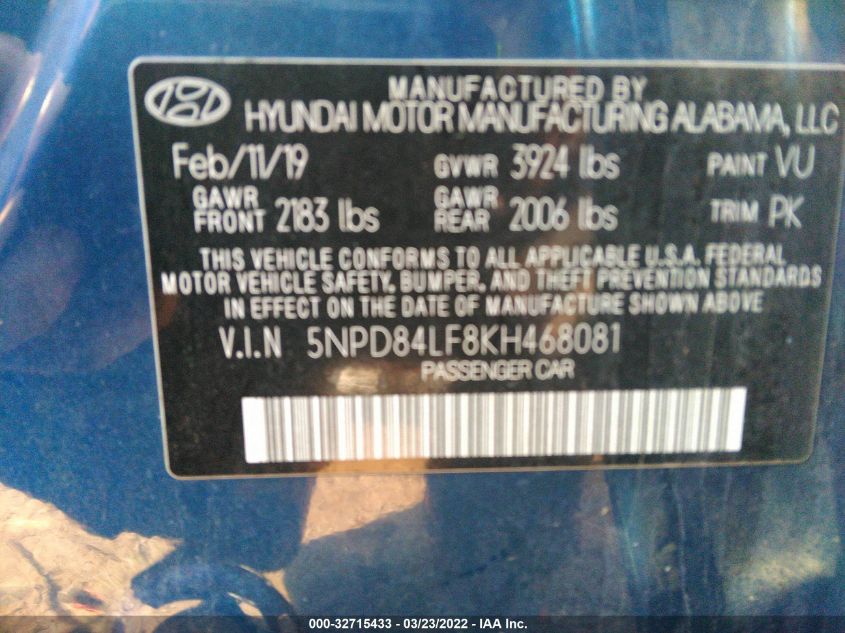 MANUFACTURED BY
HYUNDAI MOTOR MANUFACTURING ALABAMA, LLC
Feb/11/19 GVWR 3924 lbs PAINT VU
GAWR FRONT 2183 lbs GAWR REAR 2006 lbs TRIM PK
THIS VEHICLE CONFORMS TO ALL APPLICABLE U.S.A. FEDERAL
MOTOR VEHICLE SAFETY, BUMPER, AND THEFT PREVENTION STANDARDS
IN EFFECT ON THE DATE OF MANUFACTURE SHOWN ABOVE
V.I.N 5NPD84LF8KH468081
PASSENGER CAR
000-32715433 - 03/23/2022 - IAA Inc.